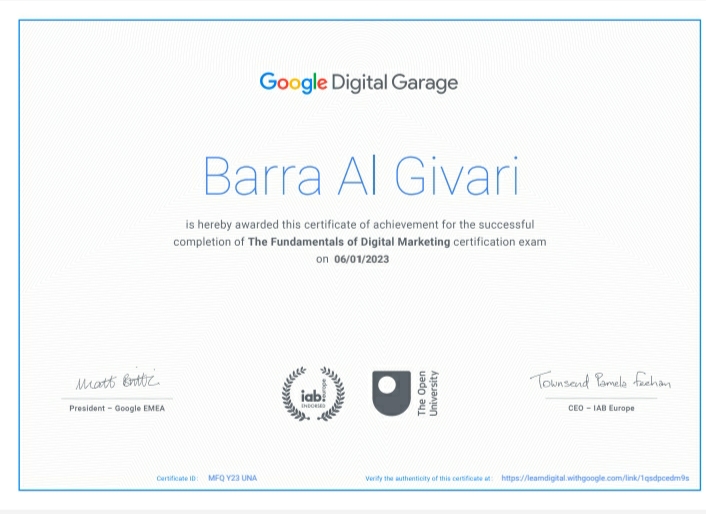 Google Digital Garage
Barra Al Givari
is hereby awarded this certificate of achievement for the successful
completion of The Fundamentals of Digital Marketing certification exam
on 06/01/2023
Matt Brittin
President – Google EMEA
iab europe
ENDORSED
The Open
University
Townsend Pamela Feehan
CEO – IAB Europe
Certificate ID: MFQ Y23 UNA
Verify the authenticity of this certificate at: https://learndigital.withgoogle.com/link/1qsdpcedm9s